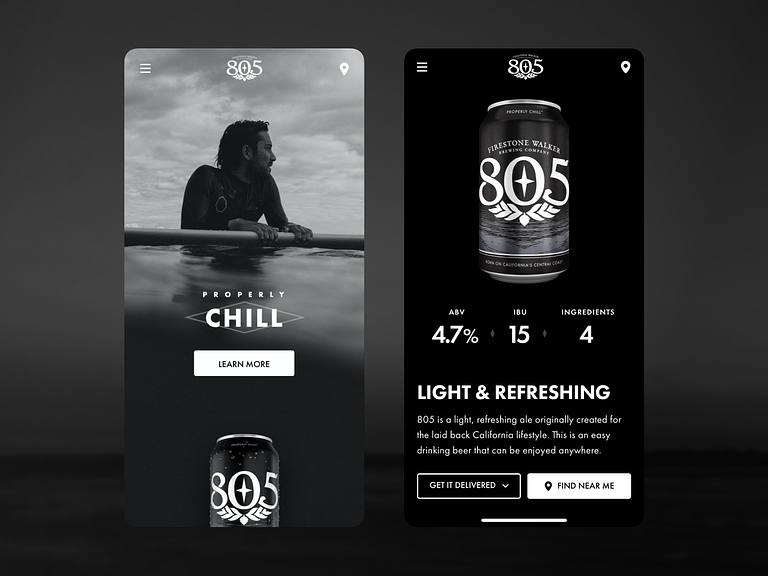 805
PROPERLY
CHILL
LEARN MORE
805
805
PROPERLY CHILL
FIRESTONE WALKER
BREWING COMPANY
805
BORN ON CALIFORNIA'S CENTRAL COAST
ABV
IBU
INGREDIENTS
4.7%
15
4
LIGHT & REFRESHING
805 is a light, refreshing ale originally created for
the laid back California lifestyle. This is an easy
drinking beer that can be enjoyed anywhere.
GET IT DELIVERED
FIND NEAR ME